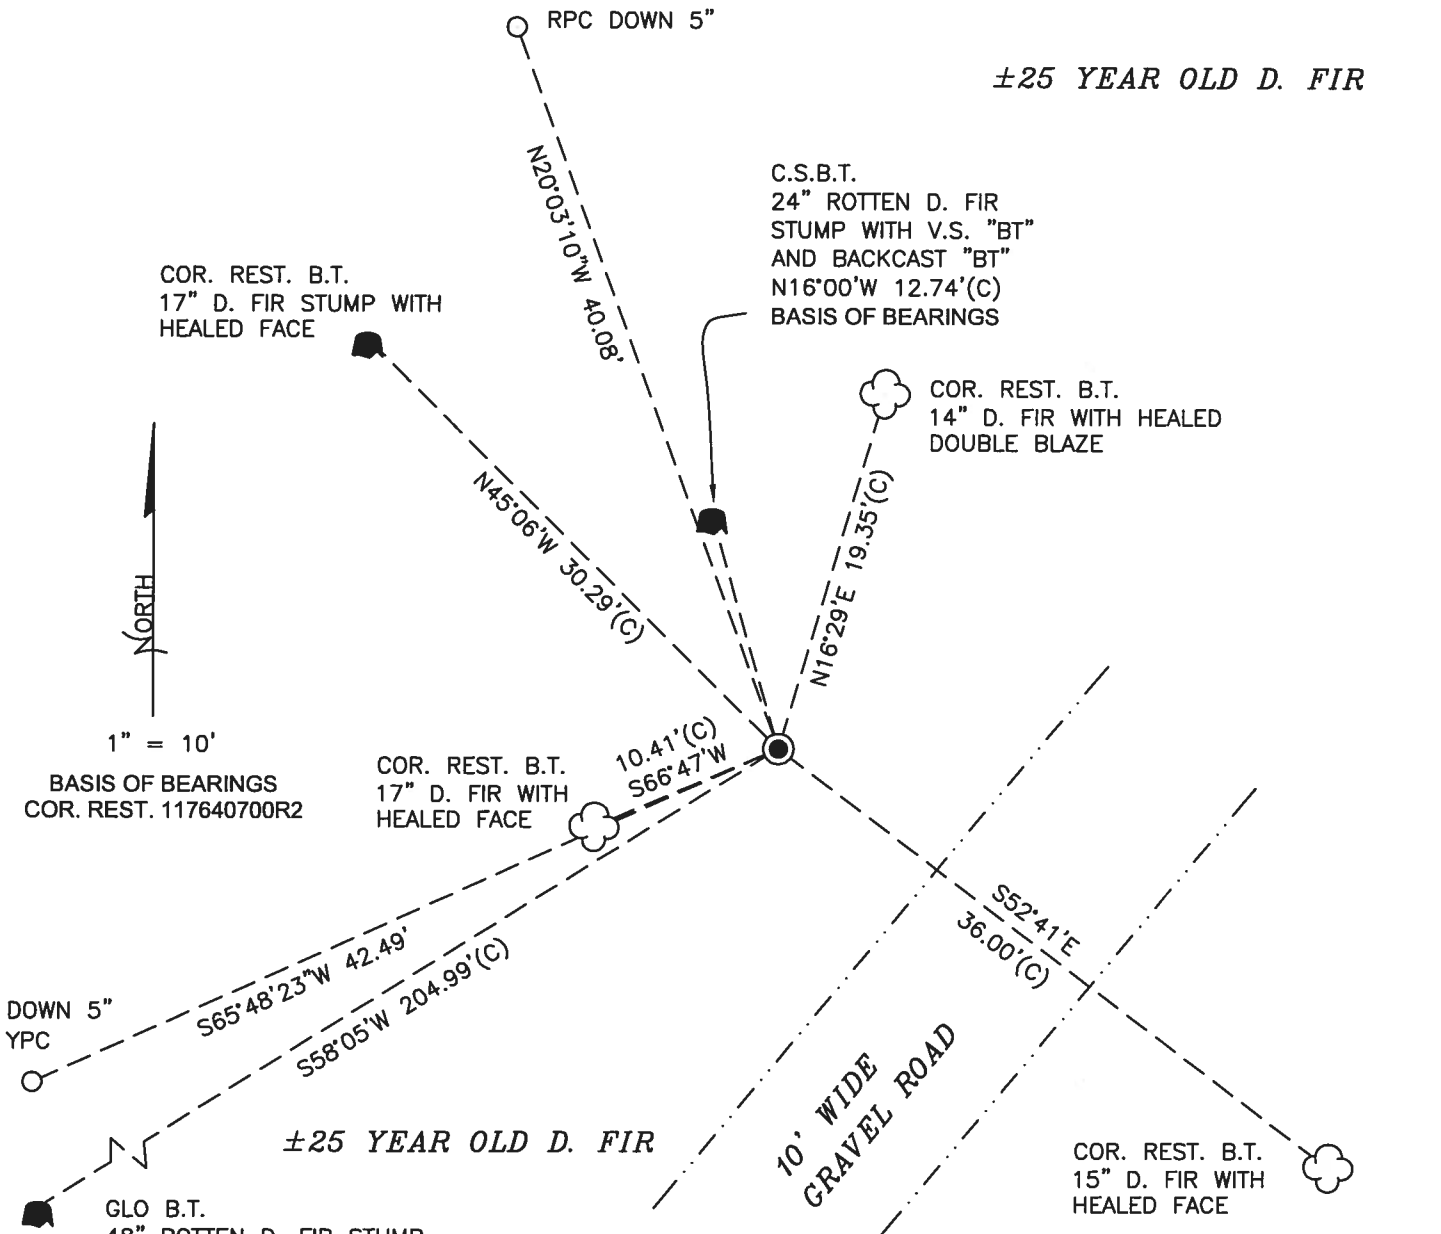 RPC DOWN 5"
±25 YEAR OLD D. FIR
N20°03'10"W 40.08'
C.S.B.T.
24" ROTTEN D. FIR
STUMP WITH V.S. "BT"
AND BACKCAST "BT"
N16°00'W 12.74'(C)
BASIS OF BEARINGS
COR. REST. B.T.
17" D. FIR STUMP WITH
HEALED FACE
COR. REST. B.T.
14" D. FIR WITH HEALED
DOUBLE BLAZE
N45°06'W 30.29'(C)
N16°29'E 19.35'(C)
NORTH
1" = 10'
BASIS OF BEARINGS
COR. REST. 117640700R2
10.41'(C)
S66°47'W
COR. REST. B.T.
17" D. FIR WITH
HEALED FACE
S65°48'23"W 42.49'
S58°05'W 204.99'(C)
S52°41'E
36.00'(C)
DOWN 5"
YPC
10' WIDE
GRAVEL ROAD
±25 YEAR OLD D. FIR
COR. REST. B.T.
15" D. FIR WITH
HEALED FACE
GLO B.T.
48" ROTTEN D. FIR STUMP